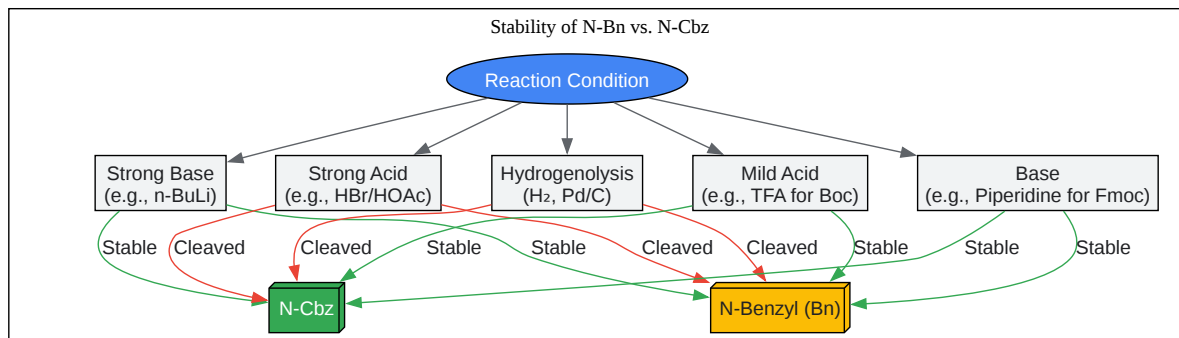 Stability of N-Bn vs. N-Cbz
Reaction Condition
Strong Base
(e.g., n-BuLi)
Strong Acid
(e.g., HBr/HOAc)
Hydrogenolysis
(H₂, Pd/C)
Mild Acid
(e.g., TFA for Boc)
Base
(e.g., Piperidine for Fmoc)
Stable
Cleaved
Cleaved
Stable
Stable
Cleaved
Cleaved
Stable
Stable
Stable
N-Cbz
N-Benzyl (Bn)